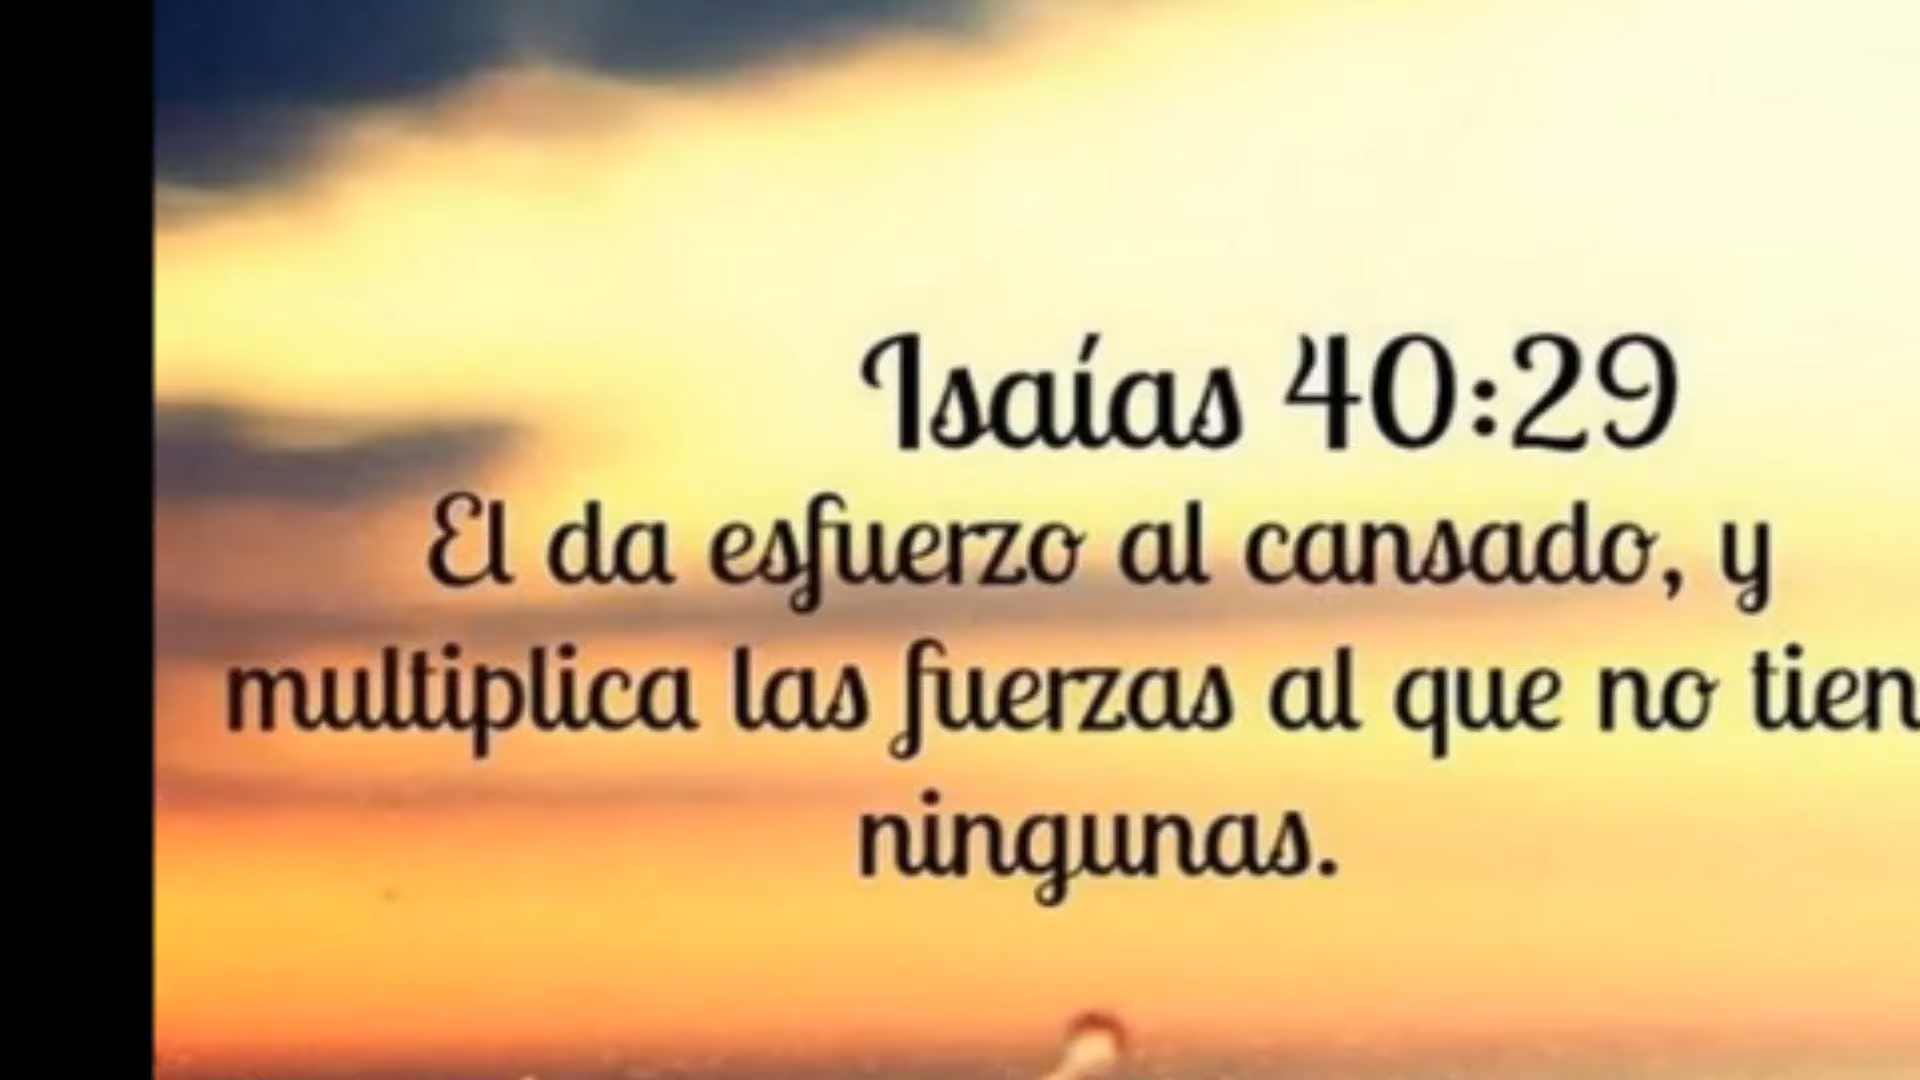 Isaías 40:29
El da esfuerzo al cansado, y
multiplica las fuerzas al que no tien
ningunas.